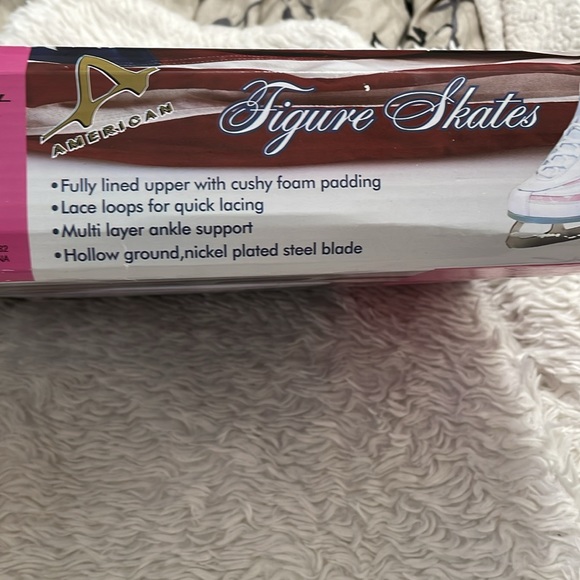 AMERICAN
Figure Skates
•Fully lined upper with cushy foam padding
•Lace loops for quick lacing
•Multi layer ankle support
•Hollow ground,nickel plated steel blade